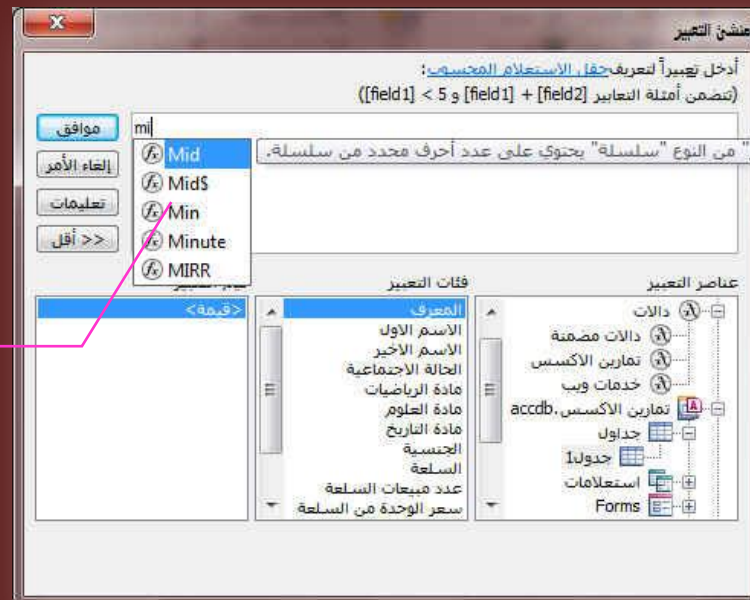 منشئ التعبير
أدخل تعبيراً لتعريف حقل الاستعلام المحسوب:
(تتضمن أمثلة التعابير [field1] + [field2] و [field1] < 5)
mi
موافق
إلغاء الأمر
تعليمات
<< أقل
Mid
Mid$
Min
Minute
MIRR
" من النوع "سلسلة" يحتوي على عدد أحرف محدد من سلسلة.
عناصر التعبير
دالات
دالات مضمنة
تمارين الاكسس
خدمات ويب
تمارين الاكسس.accdb
جداول
جدول1
استعلامات
Forms
فئات التعبير
المعرف
الاسم الاول
الاسم الاخير
الحالة الاجتماعية
مادة الرياضيات
مادة العلوم
مادة التاريخ
الجنسية
السلعة
عدد مبيعات السلعة
سعر الوحدة من السلعة
<قيمة>